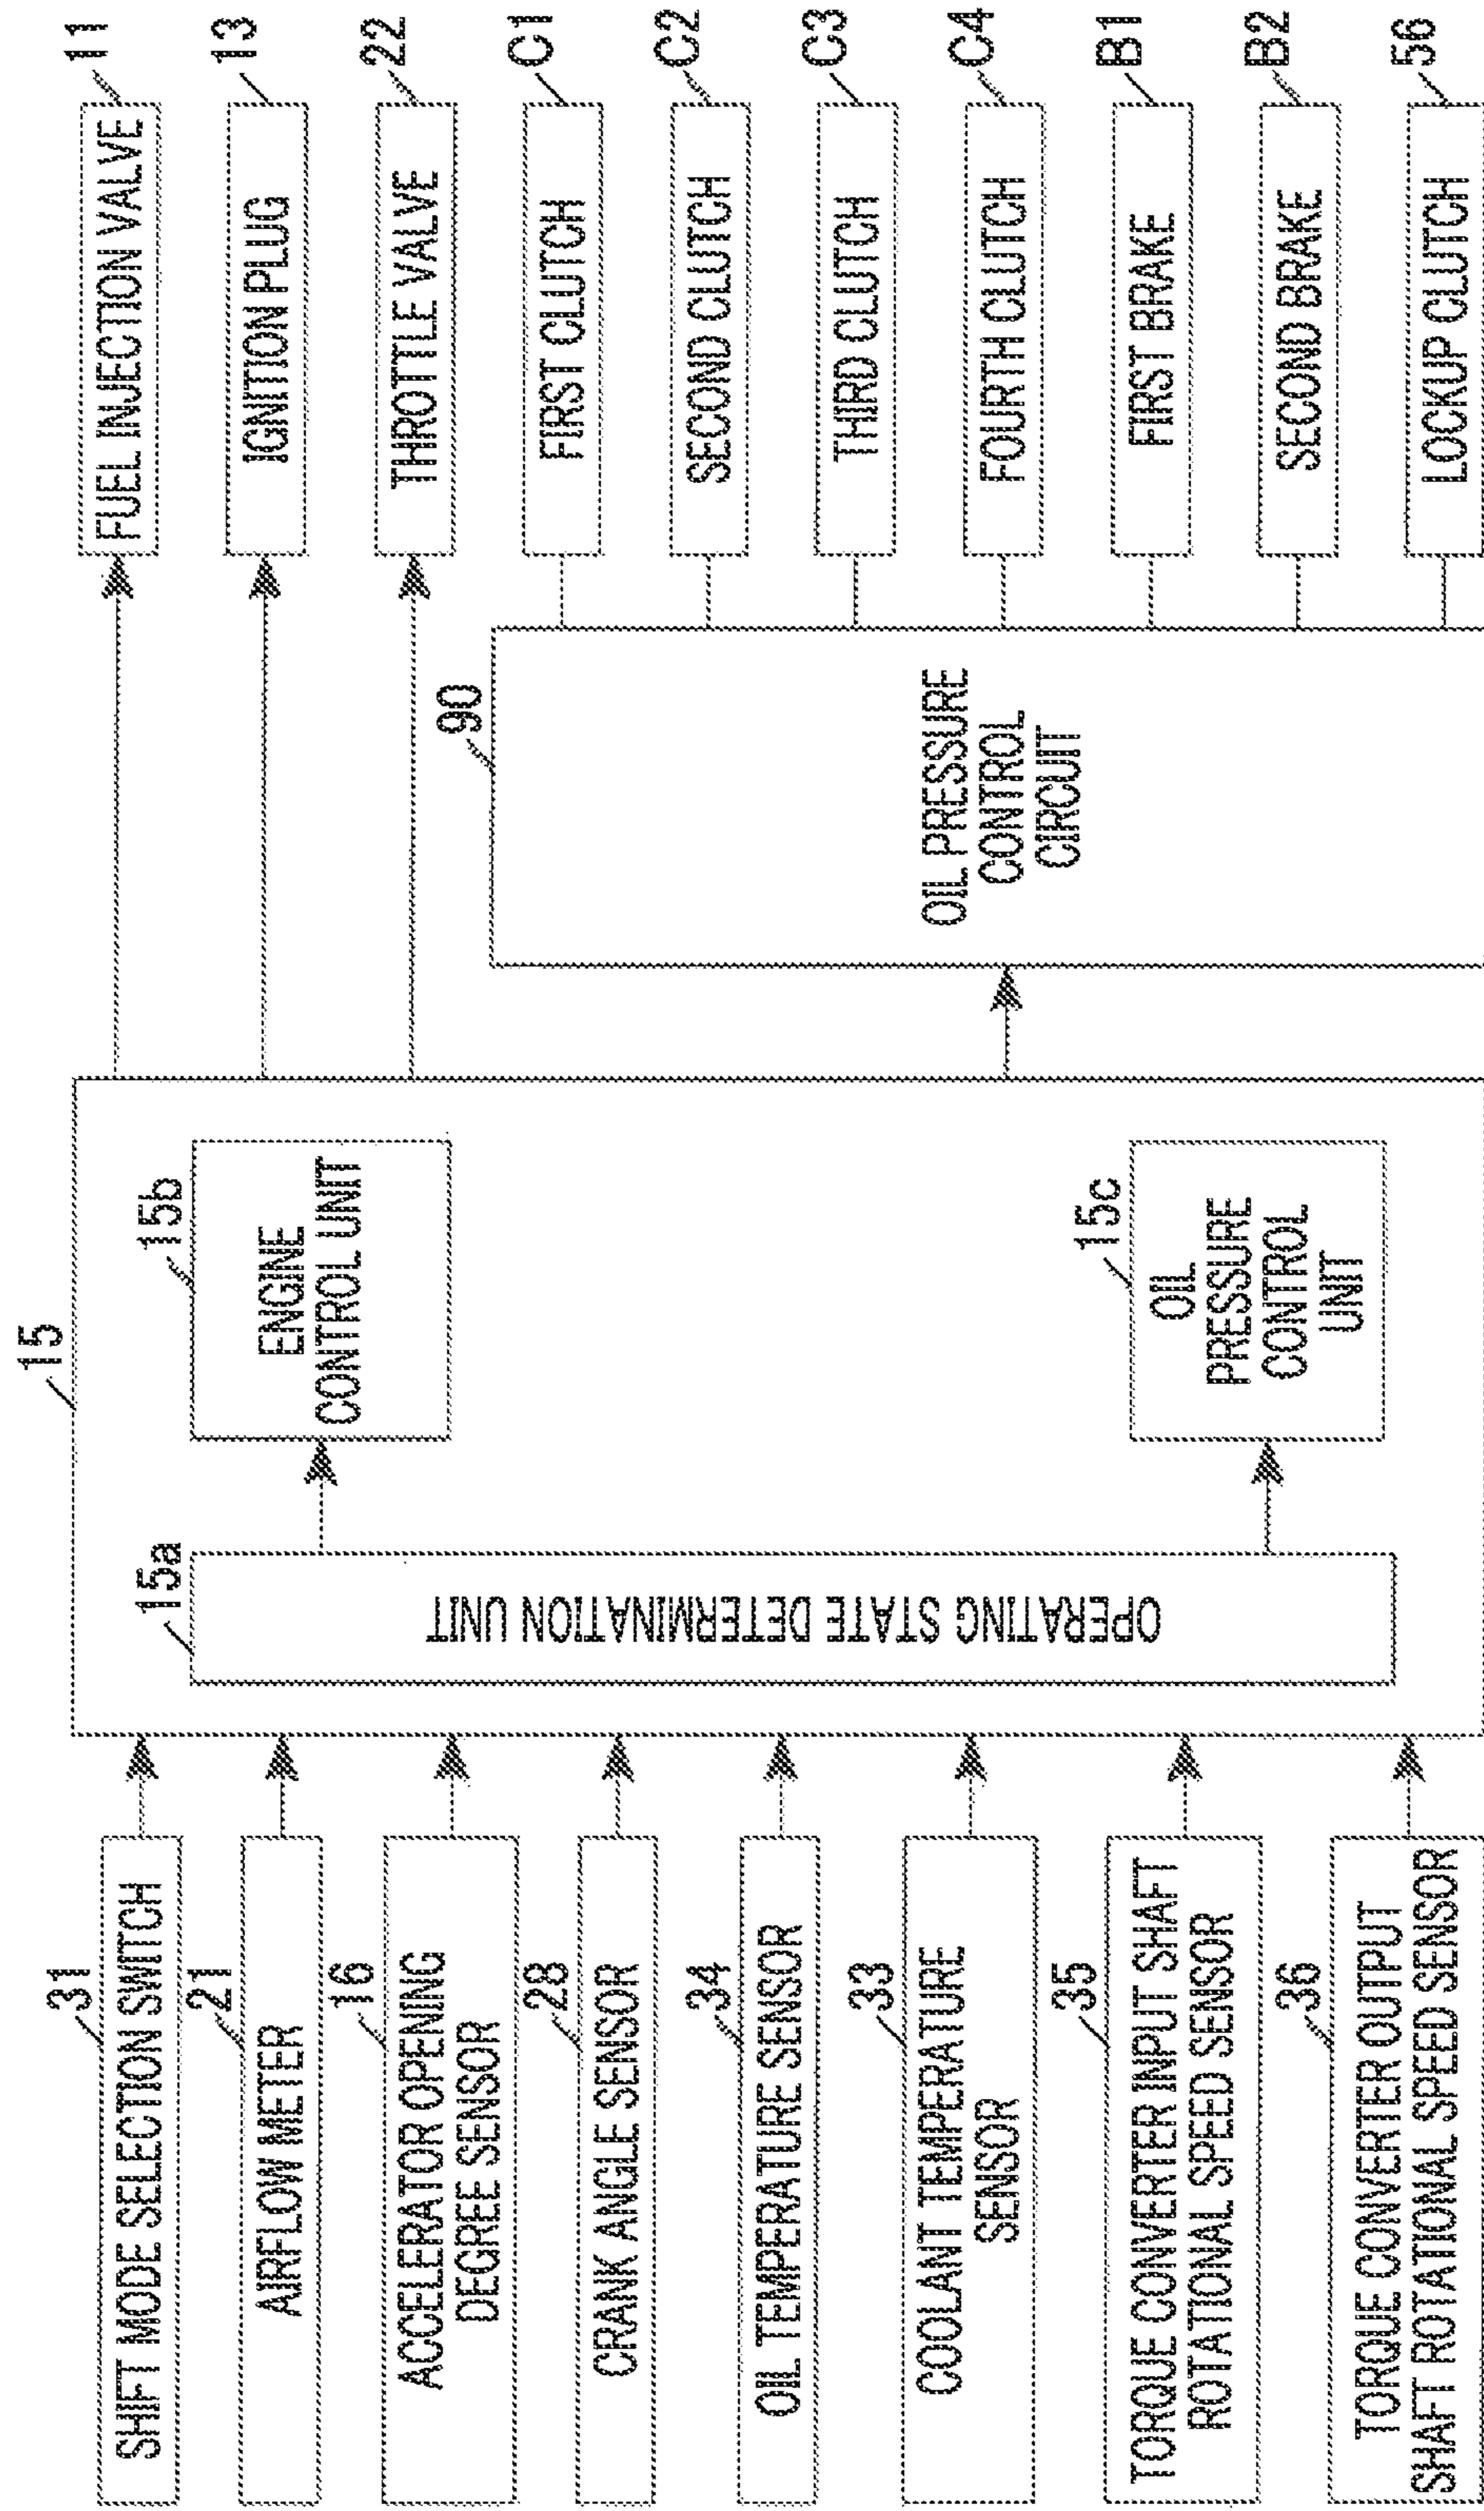 31
SHIFT MODE SELECTION SWITCH
21
AIRFLOW METER
16
ACCELERATOR OPENING
DEGREE SENSOR
28
CRANK ANGLE SENSOR
34
OIL TEMPERATURE SENSOR
33
COOLANT TEMPERATURE
SENSOR
35
TORQUE CONVERTER INPUT SHAFT
ROTATIONAL SPEED SENSOR
36
TORQUE CONVERTER OUTPUT
SHAFT ROTATIONAL SPEED SENSOR
15
15a
OPERATING STATE DETERMINATION UNIT
15b
ENGINE
CONTROL UNIT
15c
OIL
PRESSURE
CONTROL
UNIT
90
OIL PRESSURE
CONTROL
CIRCUIT
FUEL INJECTION VALVE
11
IGNITION PLUG
13
THROTTLE VALVE
22
FIRST CLUTCH
C1
SECOND CLUTCH
C2
THIRD CLUTCH
C3
FOURTH CLUTCH
C4
FIRST BRAKE
B1
SECOND BRAKE
B2
LOCKUP CLUTCH
56